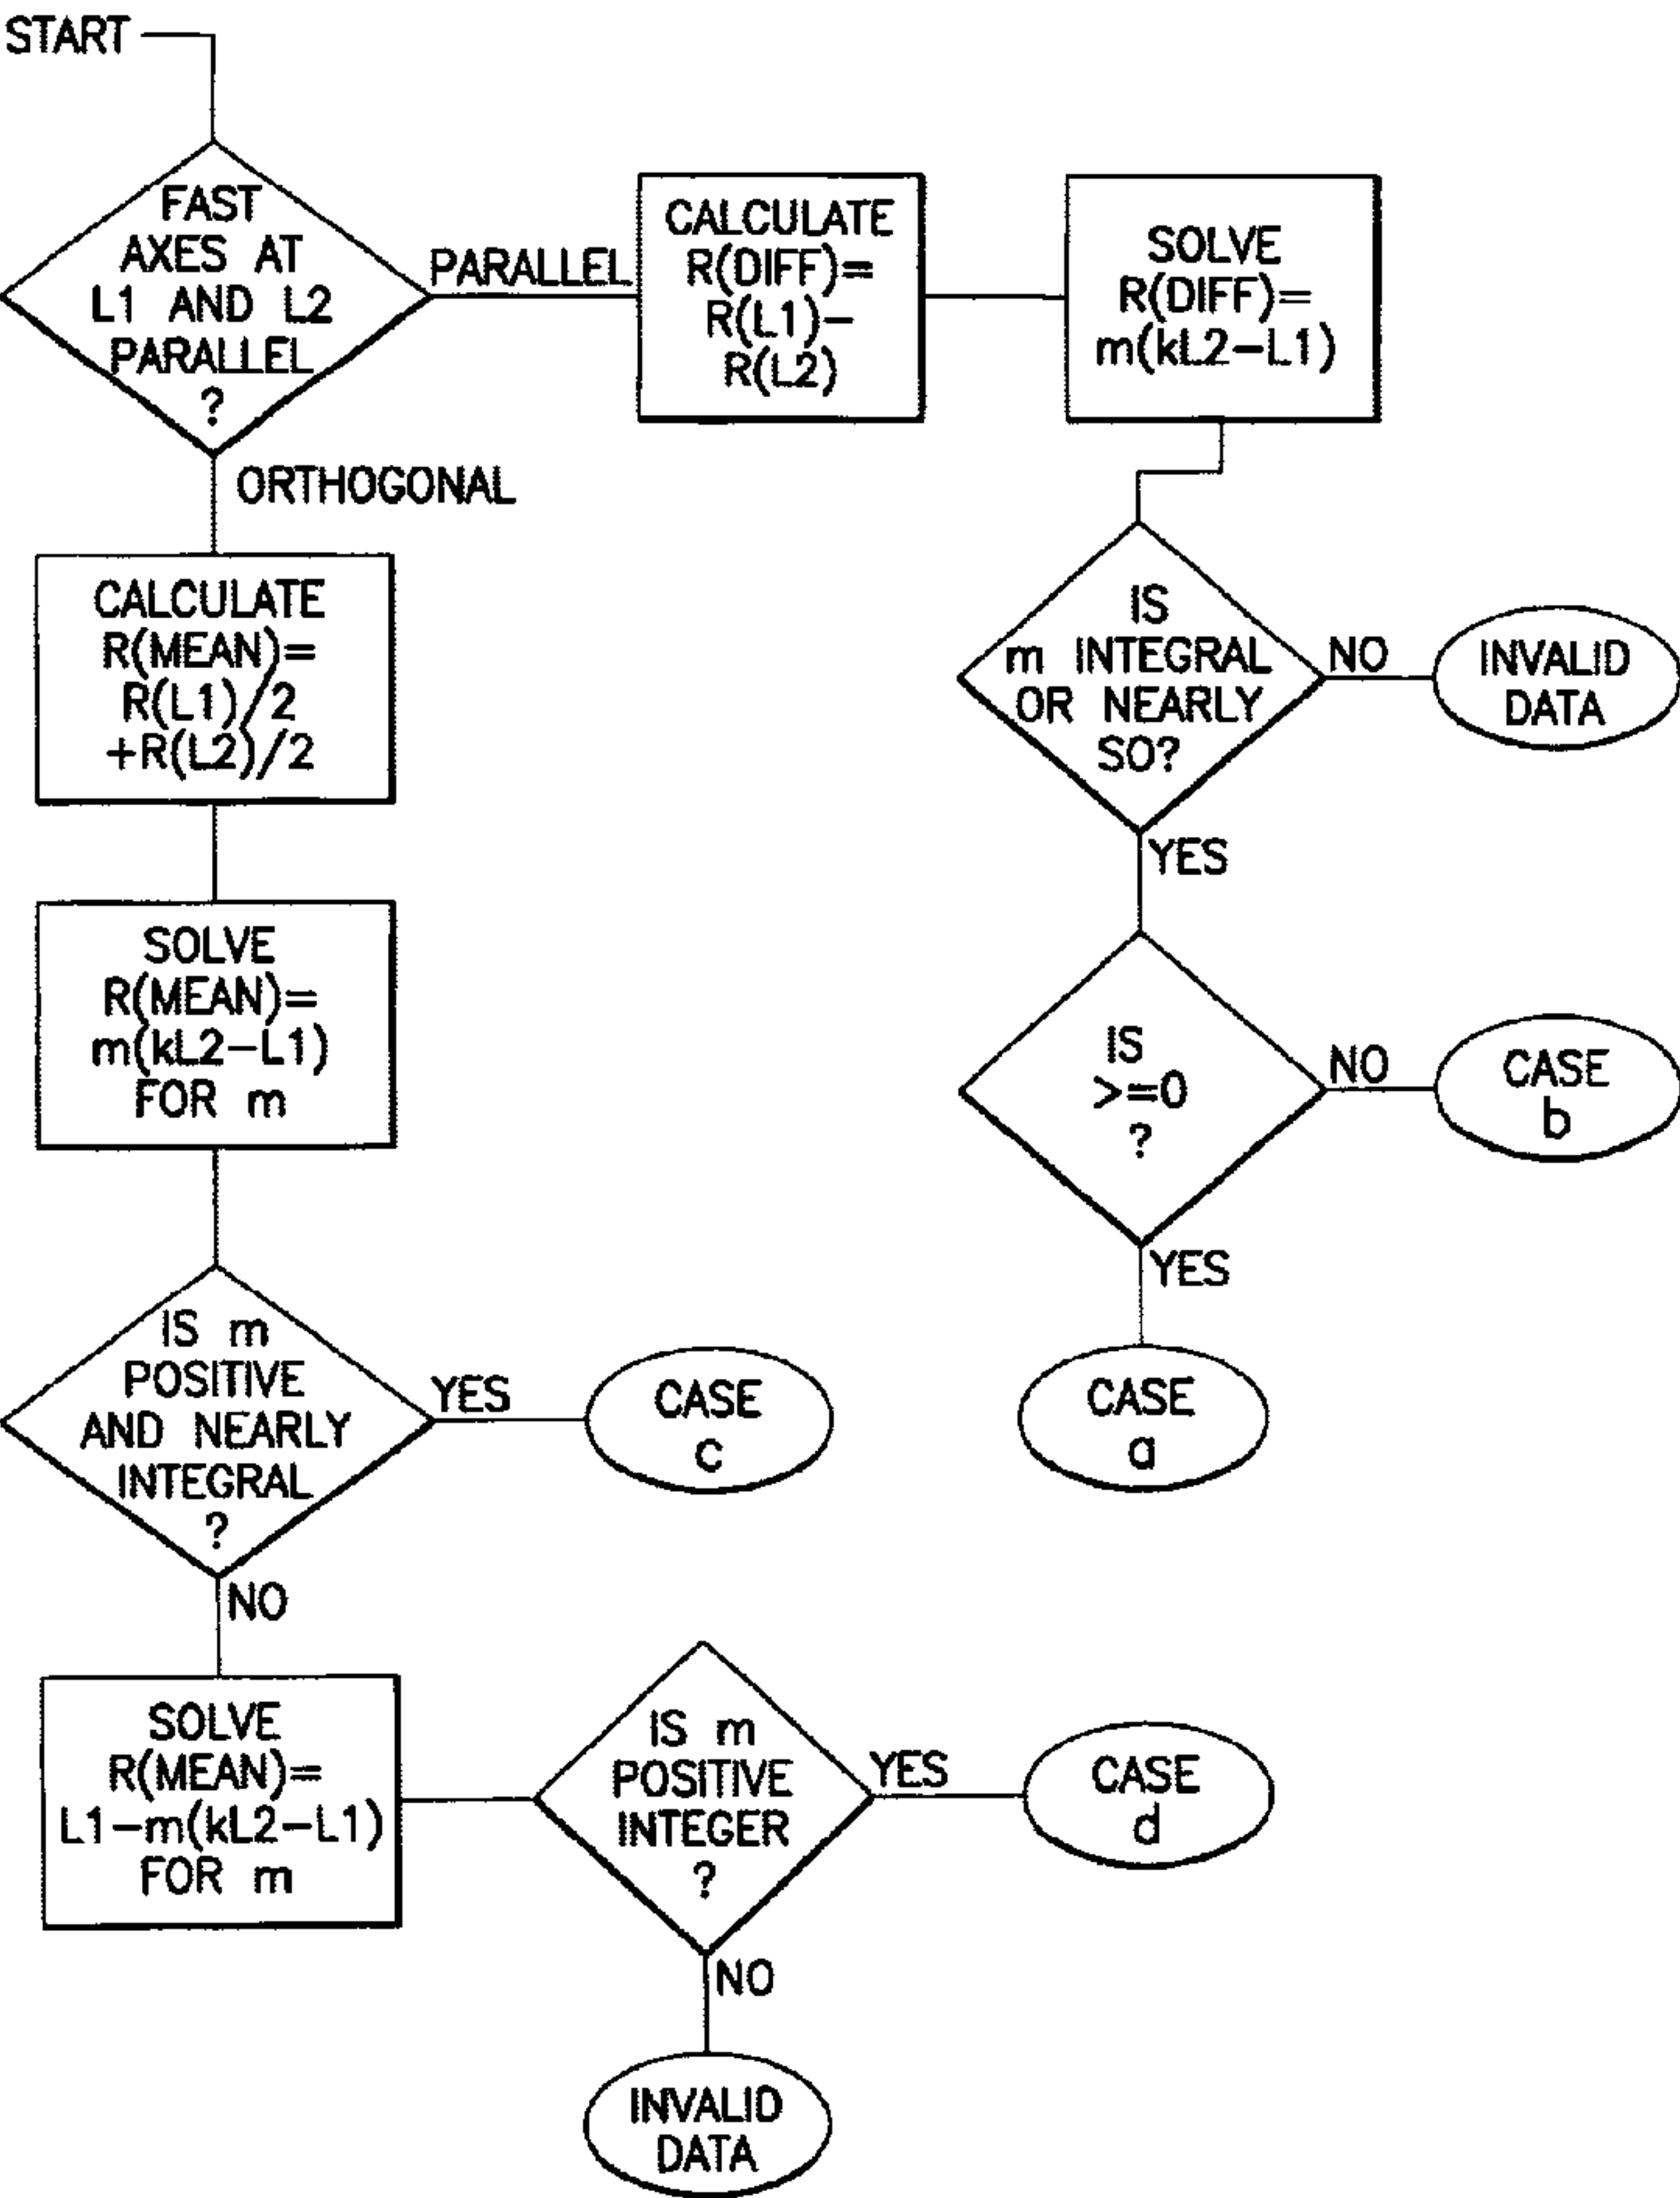 START
FAST
AXES AT
L1 AND L2
PARALLEL
?
PARALLEL
CALCULATE
R(DIFF)=
R(L1)-
R(L2)
SOLVE
R(DIFF)=
m(kL2-L1)
ORTHOGONAL
CALCULATE
R(MEAN)=
R(L1)/2
+R(L2)/2
IS
m INTEGRAL
OR NEARLY
SO?
NO
INVALID
DATA
YES
SOLVE
R(MEAN)=
m(kL2-L1)
FOR m
IS
>=0
?
NO
CASE
b
YES
CASE
a
IS m
POSITIVE
AND NEARLY
INTEGRAL
?
YES
CASE
c
NO
SOLVE
R(MEAN)=
L1-m(kL2-L1)
FOR m
IS m
POSITIVE
INTEGER
?
YES
CASE
d
NO
INVALID
DATA